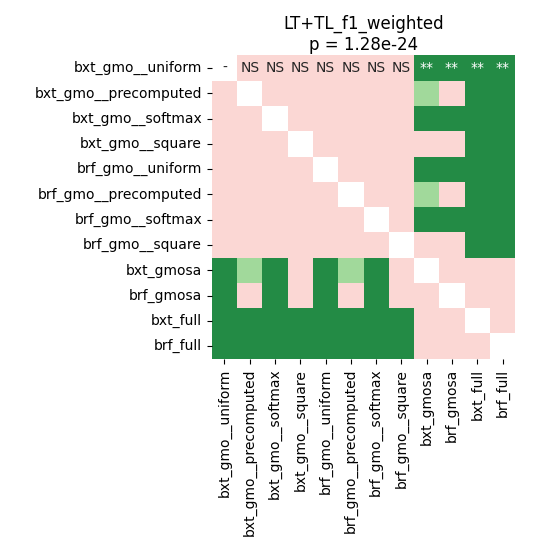 LT+TL_f1_weighted
p = 1.28e-24
bxt_gmo__uniform - NS NS NS NS NS NS NS ** ** ** **
bxt_gmo__precomputed
bxt_gmo__softmax
bxt_gmo__square
brf_gmo__uniform
brf_gmo__precomputed
brf_gmo__softmax
brf_gmo__square
bxt_gmosa
brf_gmosa
bxt_full
brf_full
bxt_gmo__uniform
bxt_gmo__precomputed
bxt_gmo__softmax
bxt_gmo__square
brf_gmo__uniform
brf_gmo__precomputed
brf_gmo__softmax
brf_gmo__square
bxt_gmosa
brf_gmosa
bxt_full
brf_full